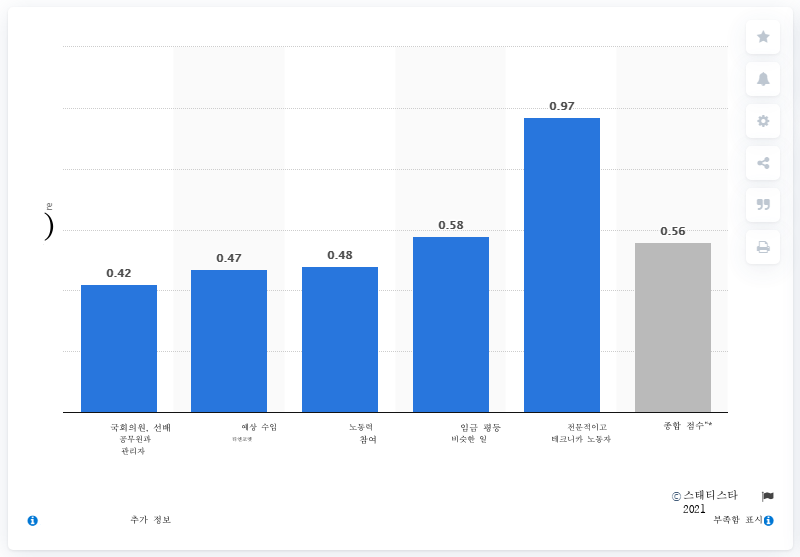 0.97
0.58
0.56
0.48
0.47
0.42
국회의원, 선배
공무원과
관리자
예상 수입
노동력
참여
임금 평등
비슷한 일
전문적이고
테크니카 노동자
종합 점수"*
© 스태티스타
2021
추가 정보
부족함 표시